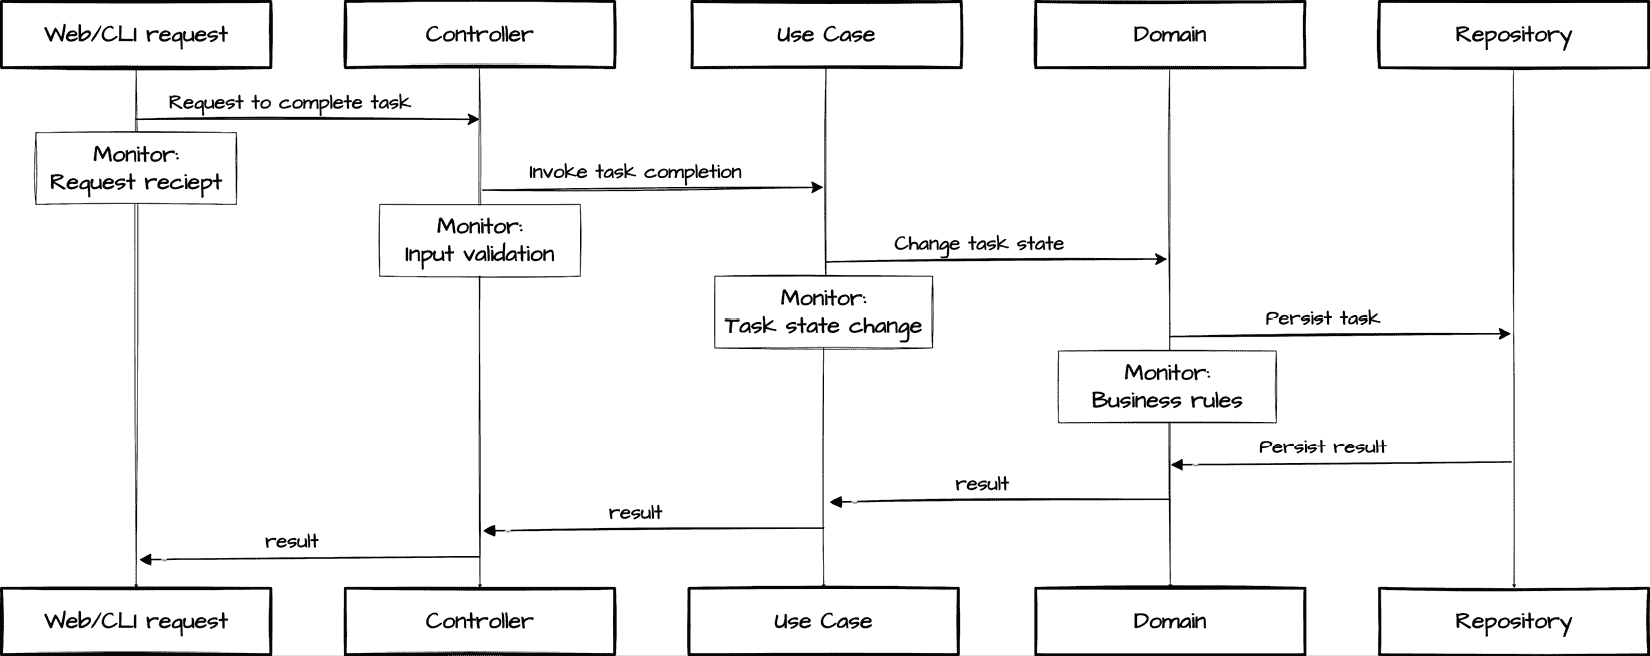 Web/CLI request
Controller
Use Case
Domain
Repository
Request to complete task
Monitor:
Request reciept
Invoke task completion
Monitor:
Input validation
Change task state
Monitor:
Task state change
Persist task
Monitor:
Business rules
Persist result
result
result
result
Web/CLI request
Controller
Use Case
Domain
Repository